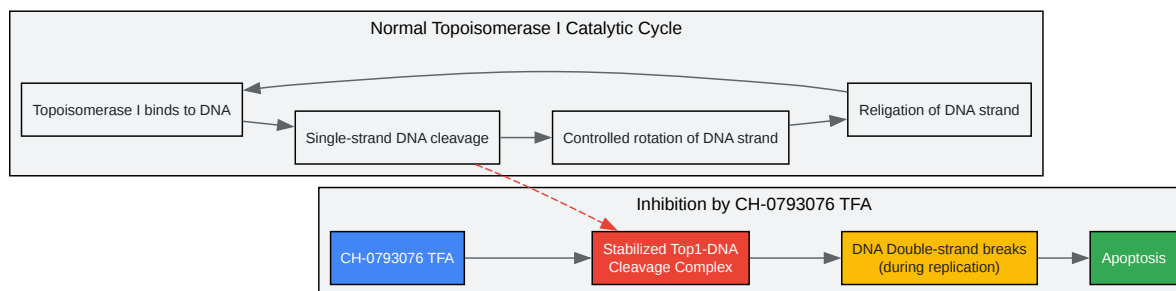 Normal Topoisomerase I Catalytic Cycle
Topoisomerase I binds to DNA
Single-strand DNA cleavage
Controlled rotation of DNA strand
Religation of DNA strand
Inhibition by CH-0793076 TFA
CH-0793076 TFA
Stabilized Top1-DNA
Cleavage Complex
DNA Double-strand breaks
(during replication)
Apoptosis